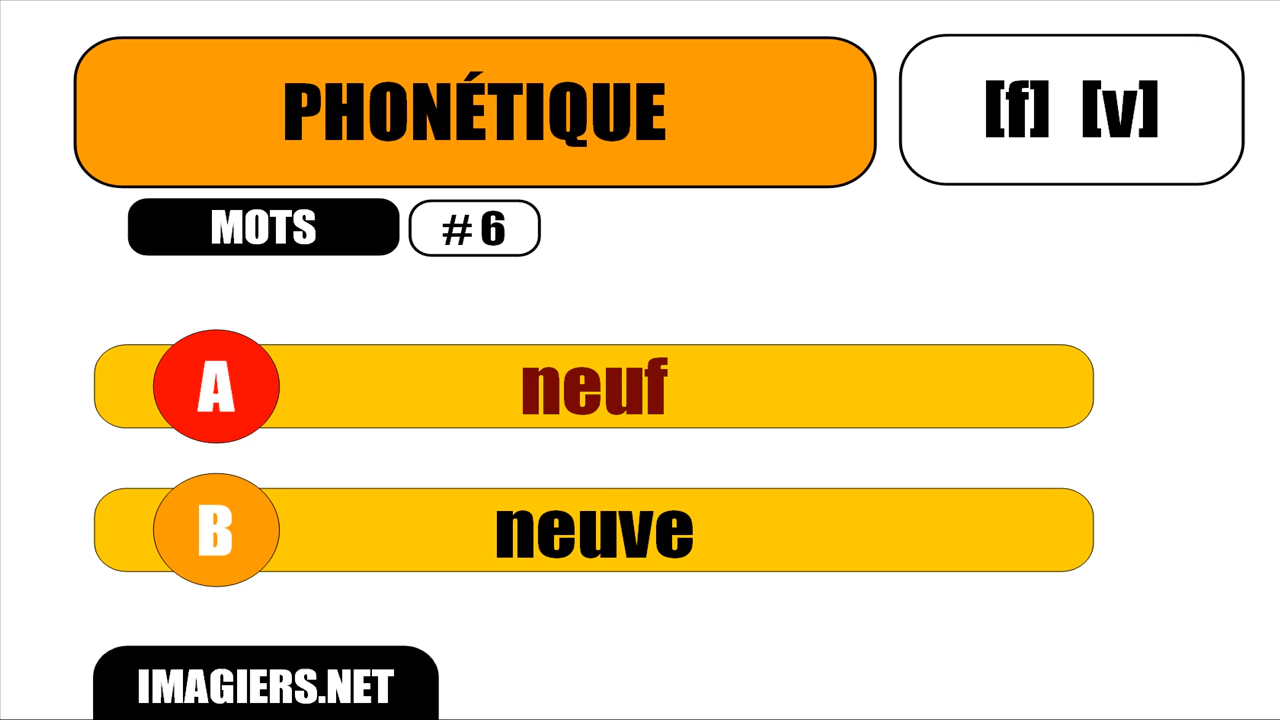 PHONÉTIQUE
[f] [v]
MOTS
# 6
A
neuf
B
neuve
IMAGIERS.NET